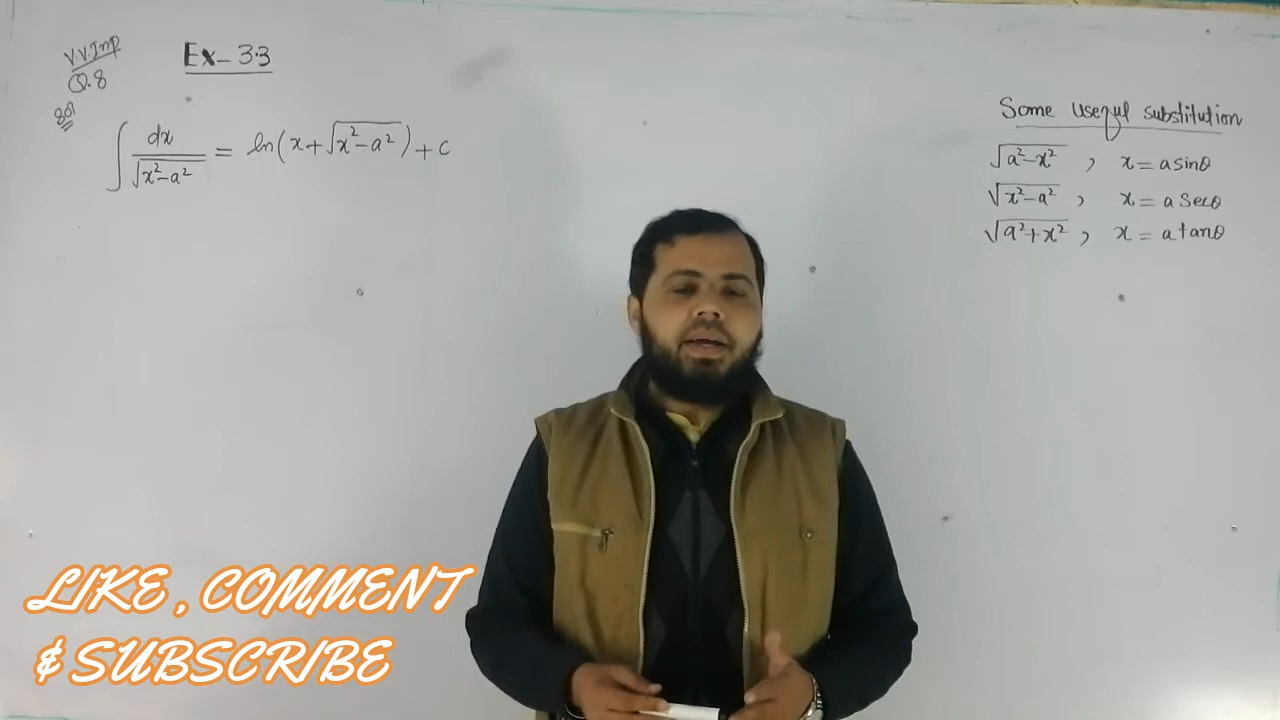 V.V.Imp
Q.8
Ex-3.3
Sol
∫ dx/√(x²-a²) = ln(x+√(x²-a²))+c
Some useful substitution
√(a²-x²) , x = a sinθ
√(x²-a²) , x = a Secθ
√(a²+x²) , x = a tanθ
LIKE , COMMENT
& SUBSCRIBE